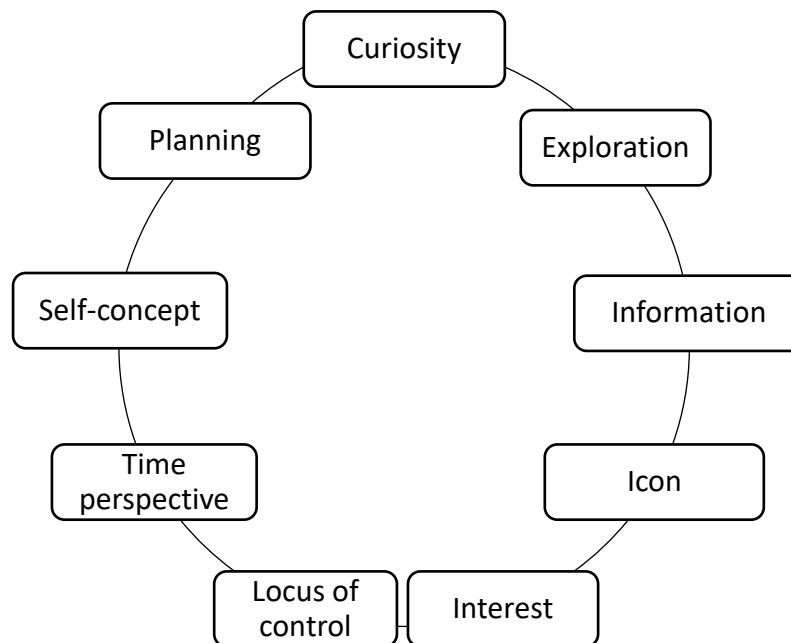 Curiosity
Exploration
Information
Icon
Interest
Locus of
control
Time
perspective
Self-concept
Planning